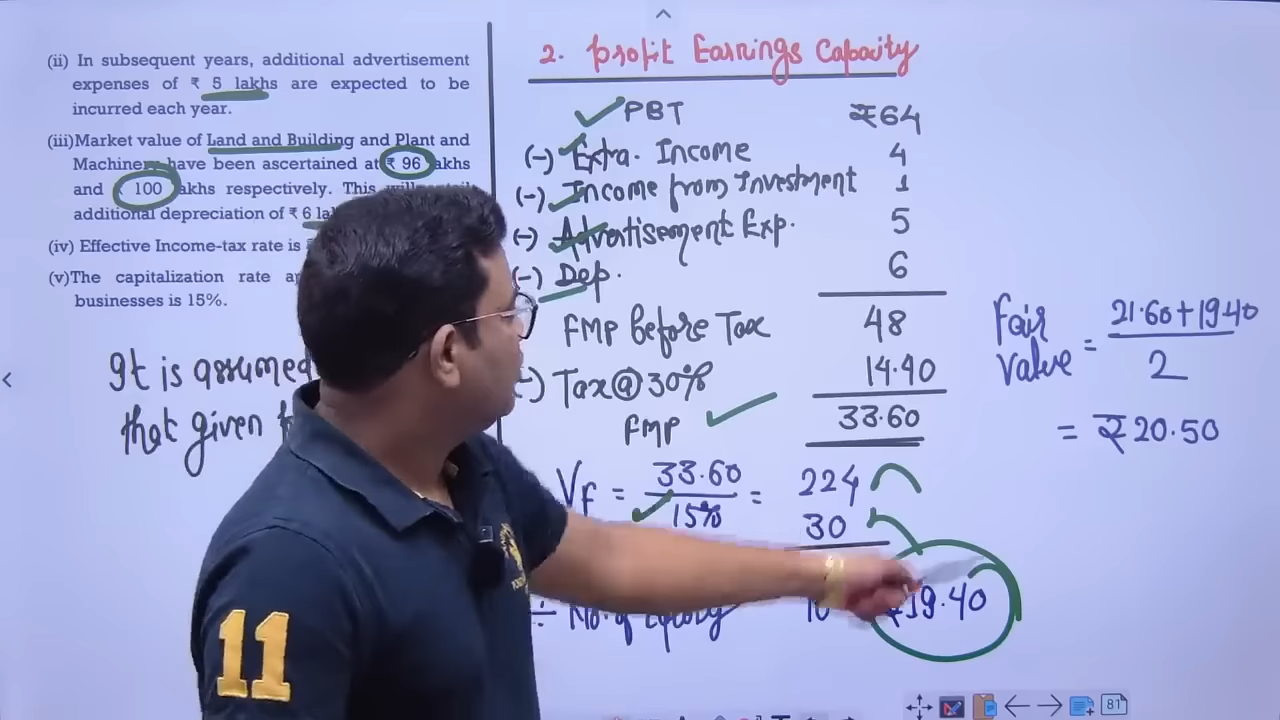 (ii) In subsequent years, additional advertisement
expenses of ₹ 5 lakhs are expected to be
incurred each year.
(iii)Market value of Land and Building and Plant and
Machinery have been ascertained at ₹ 96 lakhs
and 100 lakhs respectively. This
additional depreciation of ₹ 6
(iv) Effective Income-tax rate is
(v)The capitalization rate
businesses is 15%.
It is assumed
that given
2. Profit Earnings Capacity
PBT ₹64
(-) Extra. Income 4
(-) Income from Investment 1
(-) Advertisement Exp. 5
(-) Dep. 6
FMP before Tax 48
(-) Tax@30% 14.40
FMP 33.60
VF = 33.60 / 15% = 224
30
÷ No. of Equity 10 ₹19.40
Fair Value = 21.60+19.40 / 2
= ₹20.50
11
81